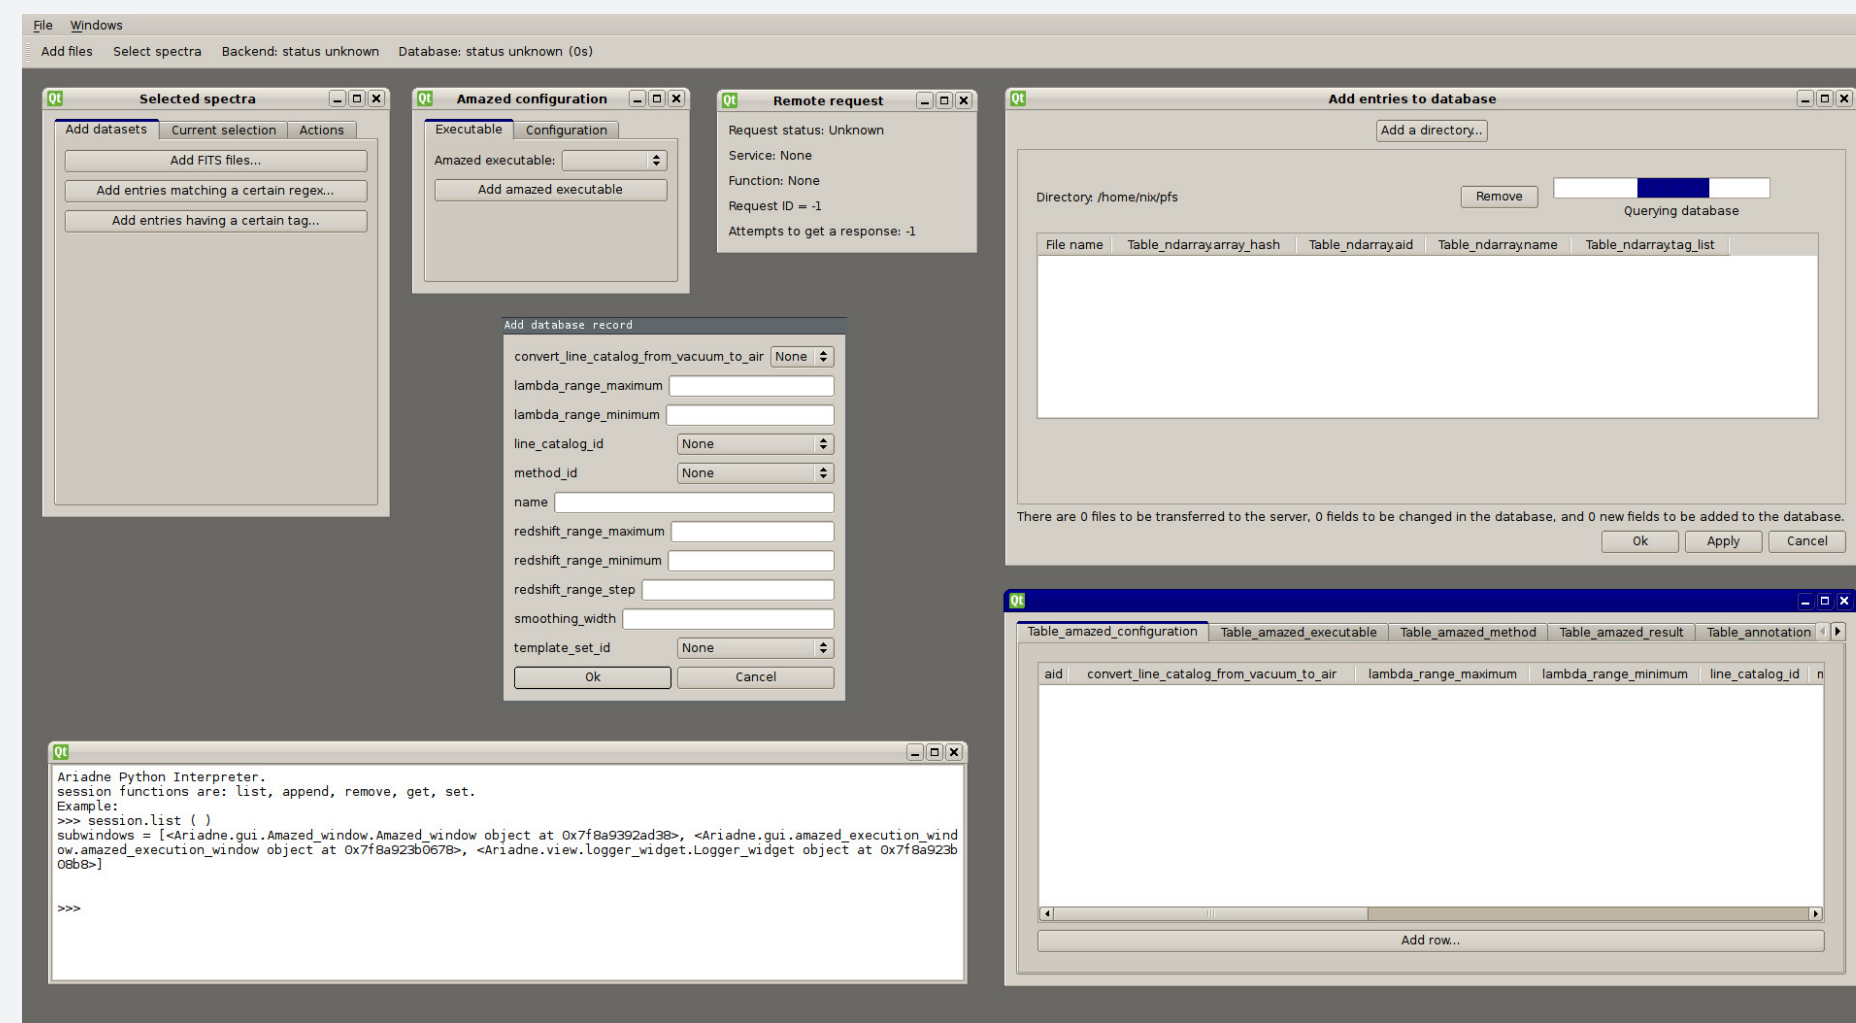 File Windows
Add files Select spectra Backend: status unknown Database: status unknown (0s)
Qt Selected spectra
Add datasets Current selection Actions
Add FITS files...
Add entries matching a certain regex...
Add entries having a certain tag...
Qt Amazed configuration
Executable Configuration
Amazed executable:
Add amazed executable
Qt Remote request
Request status: Unknown
Service: None
Function: None
Request ID = -1
Attempts to get a response: -1
Qt Add entries to database
Add a directory...
Directory: /home/nix/pfs Remove
Querying database
File name Table_ndarray.array_hash Table_ndarray.aid Table_ndarray.name Table_ndarray.tag_list
There are 0 files to be transferred to the server, 0 fields to be changed in the database, and 0 new fields to be added to the database.
Ok Apply Cancel
Add database record
convert_line_catalog_from_vacuum_to_air None
lambda_range_maximum
lambda_range_minimum
line_catalog_id None
method_id None
name
redshift_range_maximum
redshift_range_minimum
redshift_range_step
smoothing_width
template_set_id None
Ok Cancel
Qt
Table_amazed_configuration Table_amazed_executable Table_amazed_method Table_amazed_result Table_annotation
aid convert_line_catalog_from_vacuum_to_air lambda_range_maximum lambda_range_minimum line_catalog_id
Add row...
Qt
Ariadne Python Interpreter.
session functions are: list, append, remove, get, set.
Example:
>>> session.list ( )
subwindows = [<Ariadne.gui.Amazed_window.Amazed_window object at 0x7f8a9392ad38>, <Ariadne.gui.amazed_execution_wind
ow.amazed_execution_window object at 0x7f8a923b0678>, <Ariadne.view.logger_widget.Logger_widget object at 0x7f8a923b
08b8>]
>>>